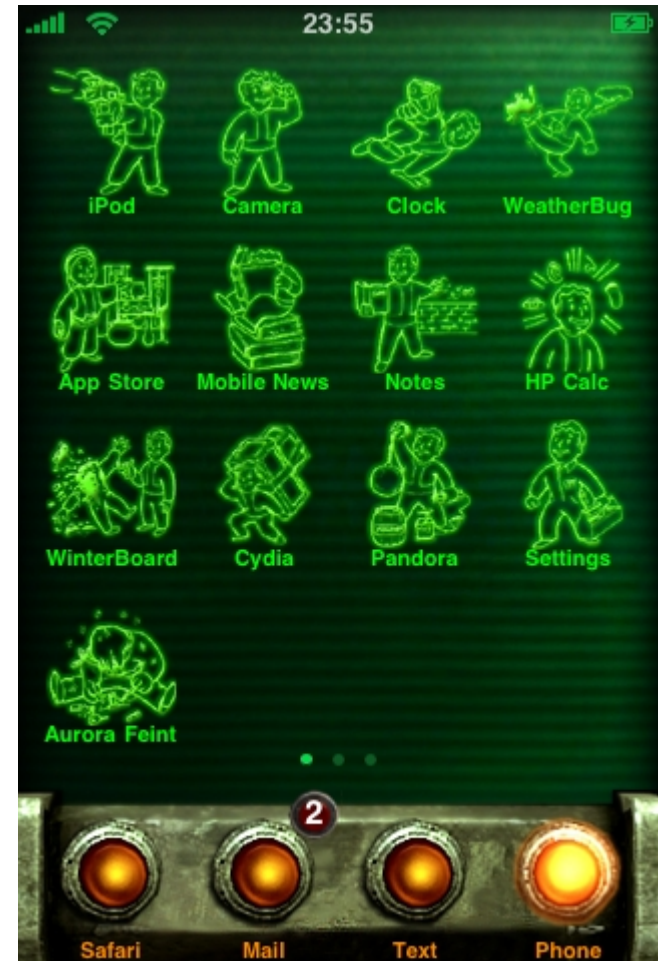 23:55
iPod Camera Clock WeatherBug
App Store Mobile News Notes HP Calc
WinterBoard Cydia Pandora Settings
Aurora Feint
2
Safari Mail Text Phone